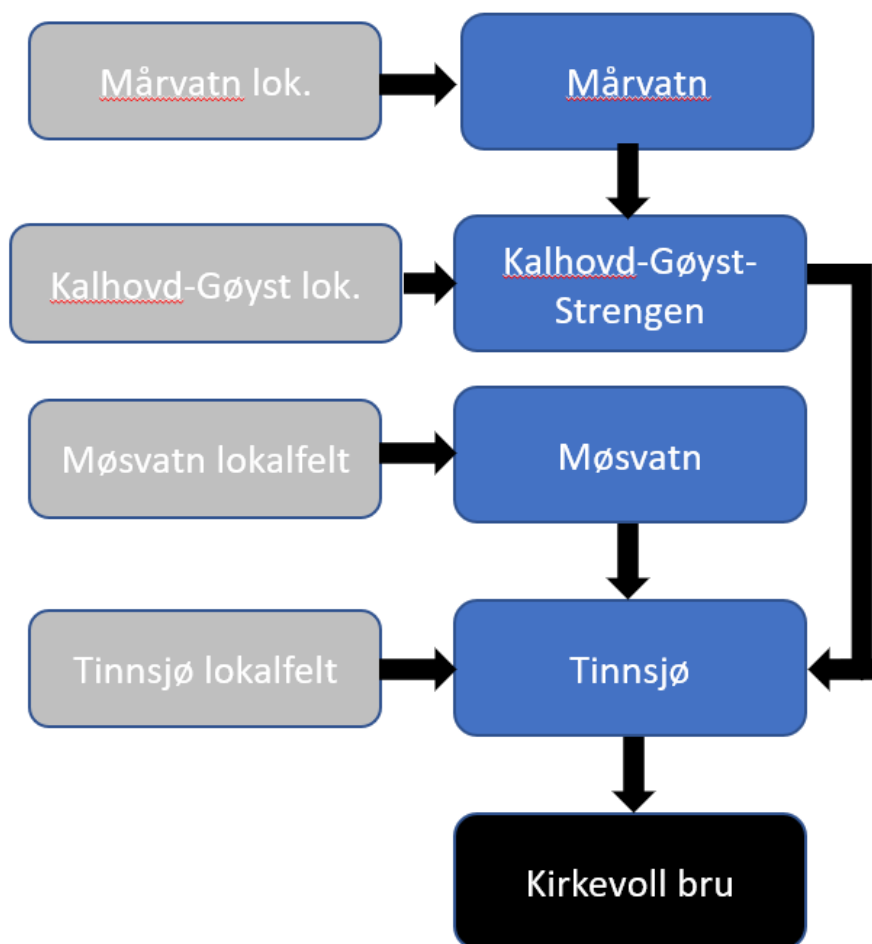 Mårvatn lok.
Mårvatn
Kalhovd-Gøyst lok.
Kalhovd-Gøyst-
Strengen
Møsvatn lokalfelt
Møsvatn
Tinnsjø lokalfelt
Tinnsjø
Kirkevoll bru